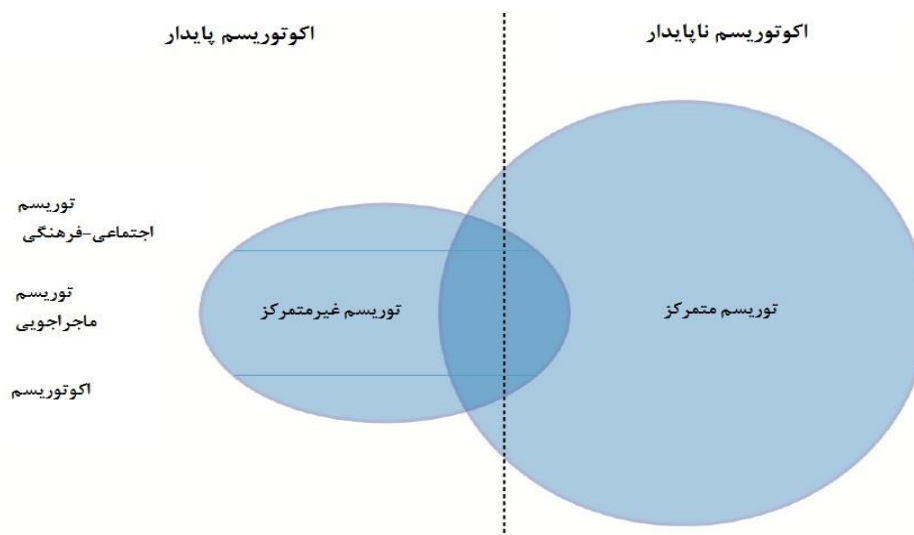 اکوتوریسم ناپایدار
اکوتوریسم پایدار
توریسم
اجتماعی-فرهنگی
توریسم
ماجراجویی
اکوتوریسم
توریسم غیرمتمرکز
توریسم متمرکز